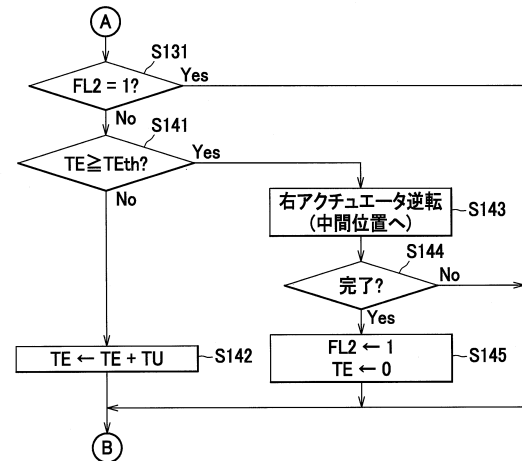 A
S131
FL2 = 1?
Yes
No
S141
TE≧TEth?
Yes
No
右アクチュエータ逆転
(中間位置へ)
S143
S144
完了?
No
Yes
TE ← TE + TU
S142
FL2 ← 1
TE ← 0
S145
B